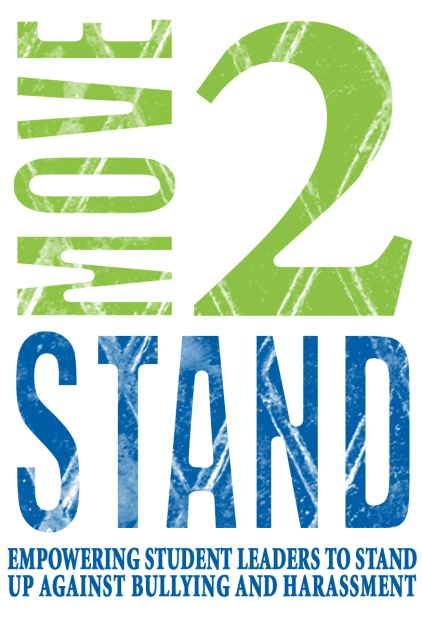 MOVE 2
STAND
EMPOWERING STUDENT LEADERS TO STAND
UP AGAINST BULLYING AND HARASSMENT